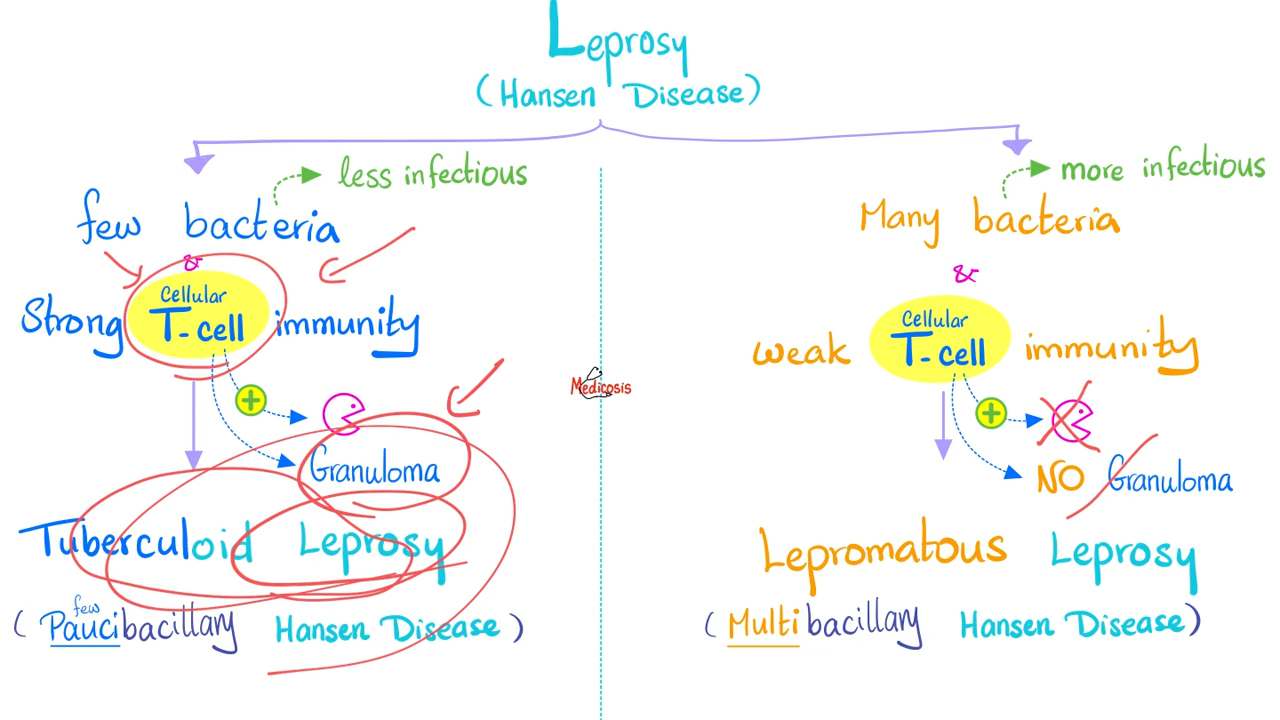 Leprosy
(Hansen Disease)
less infectious
few bacteria
&
Cellular
Strong T-cell immunity
+
Granuloma
Tuberculoid Leprosy
few
(Paucibacillary Hansen Disease)
Medicosis
more infectious
Many bacteria
&
Cellular
weak T-cell immunity
+
NO Granuloma
Lepromatous Leprosy
(Multibacillary Hansen Disease)